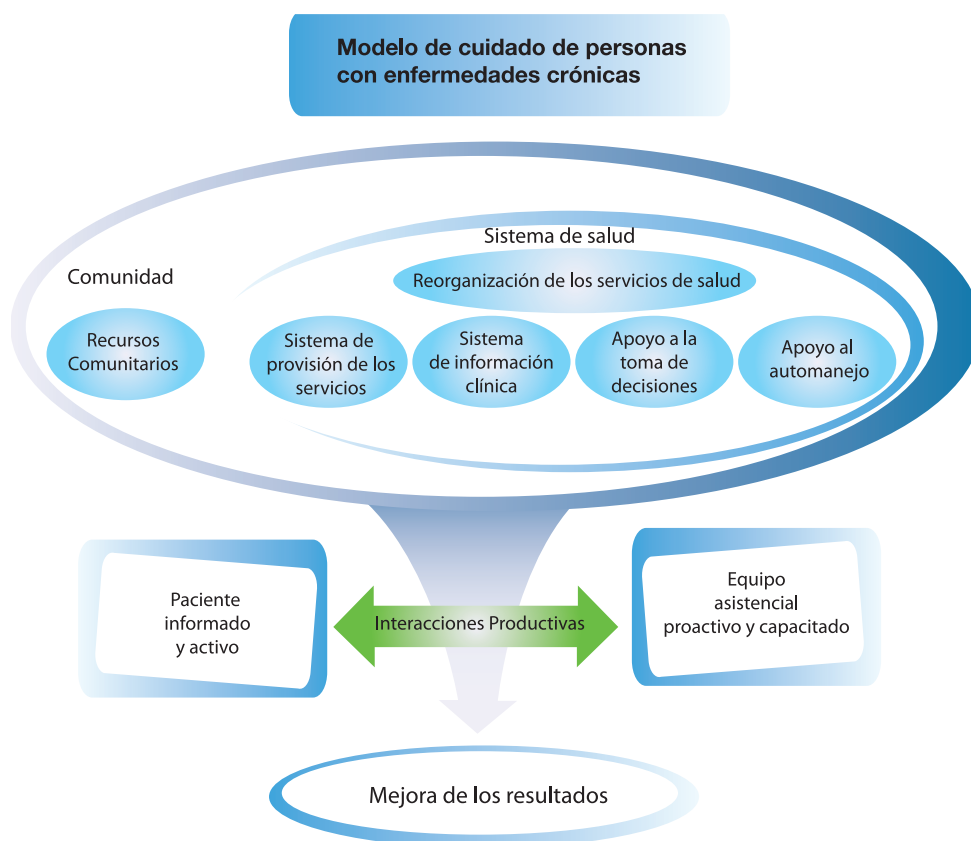 Modelo de cuidado de personas
con enfermedades crónicas
Sistema de salud
Comunidad
Reorganización de los servicios de salud
Recursos
Comunitarios
Sistema de
provisión de los
servicios
Sistema
de información
clínica
Apoyo a la
toma de
decisiones
Apoyo al
automanejo
Paciente
informado
y activo
Interacciones Productivas
Equipo
asistencial
proactivo y capacitado
Mejora de los resultados